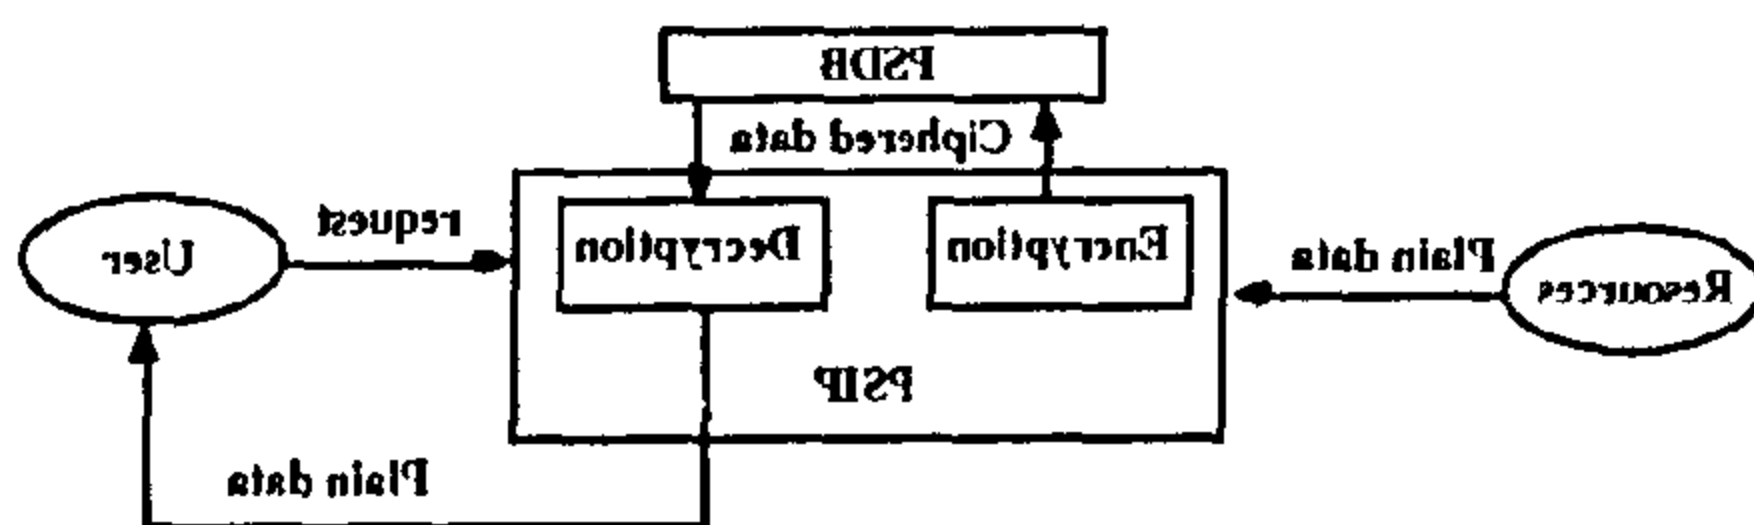 PSDB
Ciphered data
request
User
Decryption
Encryption
Plain data
Resources
PSIP
Plain data